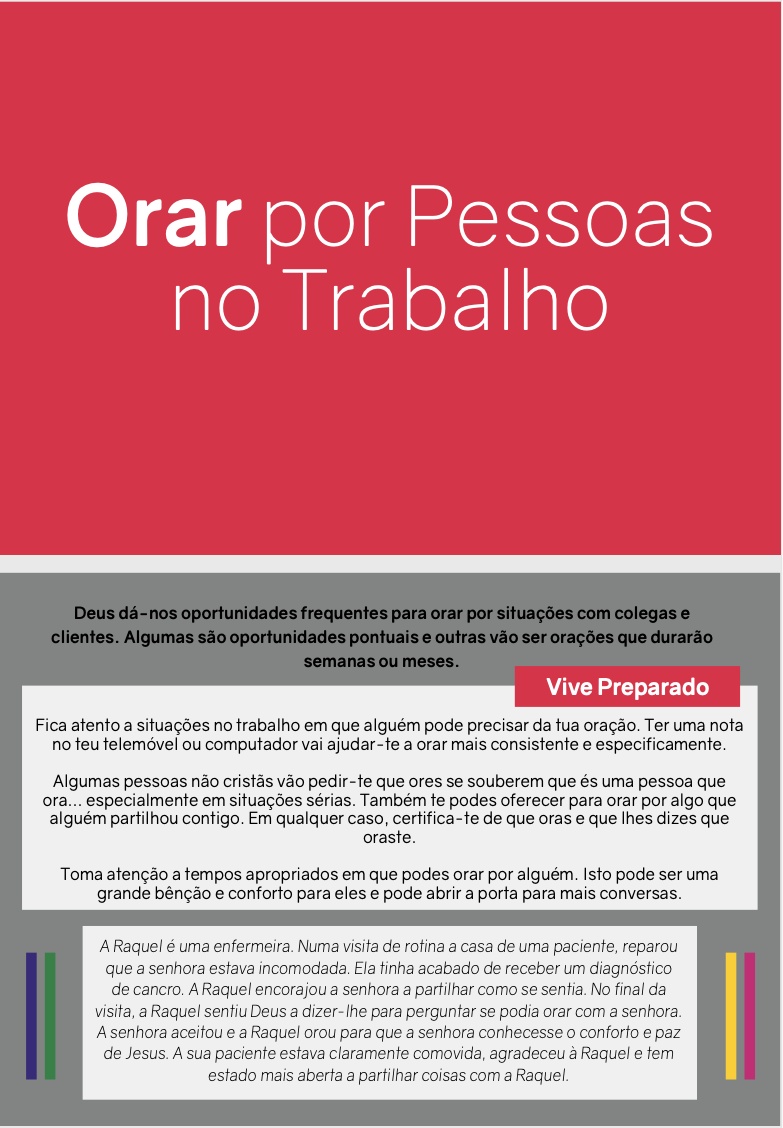 Orar por Pessoas
no Trabalho
Deus dá-nos oportunidades frequentes para orar por situações com colegas e
clientes. Algumas são oportunidades pontuais e outras vão ser orações que durarão
semanas ou meses.
Vive Preparado
Fica atento a situações no trabalho em que alguém pode precisar da tua oração. Ter uma nota
no teu telemóvel ou computador vai ajudar-te a orar mais consistente e especificamente.
Algumas pessoas não cristãs vão pedir-te que ores se souberem que és uma pessoa que
ora... especialmente em situações sérias. Também te podes oferecer para orar por algo que
alguém partilhou contigo. Em qualquer caso, certifica-te de que oras e que lhes dizes que
oraste.
Toma atenção a tempos apropriados em que podes orar por alguém. Isto pode ser uma
grande bênção e conforto para eles e pode abrir a porta para mais conversas.
A Raquel é uma enfermeira. Numa visita de rotina a casa de uma paciente, reparou
que a senhora estava incomodada. Ela tinha acabado de receber um diagnóstico
de cancro. A Raquel encorajou a senhora a partilhar como se sentia. No final da
visita, a Raquel sentiu Deus a dizer-lhe para perguntar se podia orar com a senhora.
A senhora aceitou e a Raquel orou para que a senhora conhecesse o conforto e paz
de Jesus. A sua paciente estava claramente comovida, agradeceu à Raquel e tem
estado mais aberta a partilhar coisas com a Raquel.